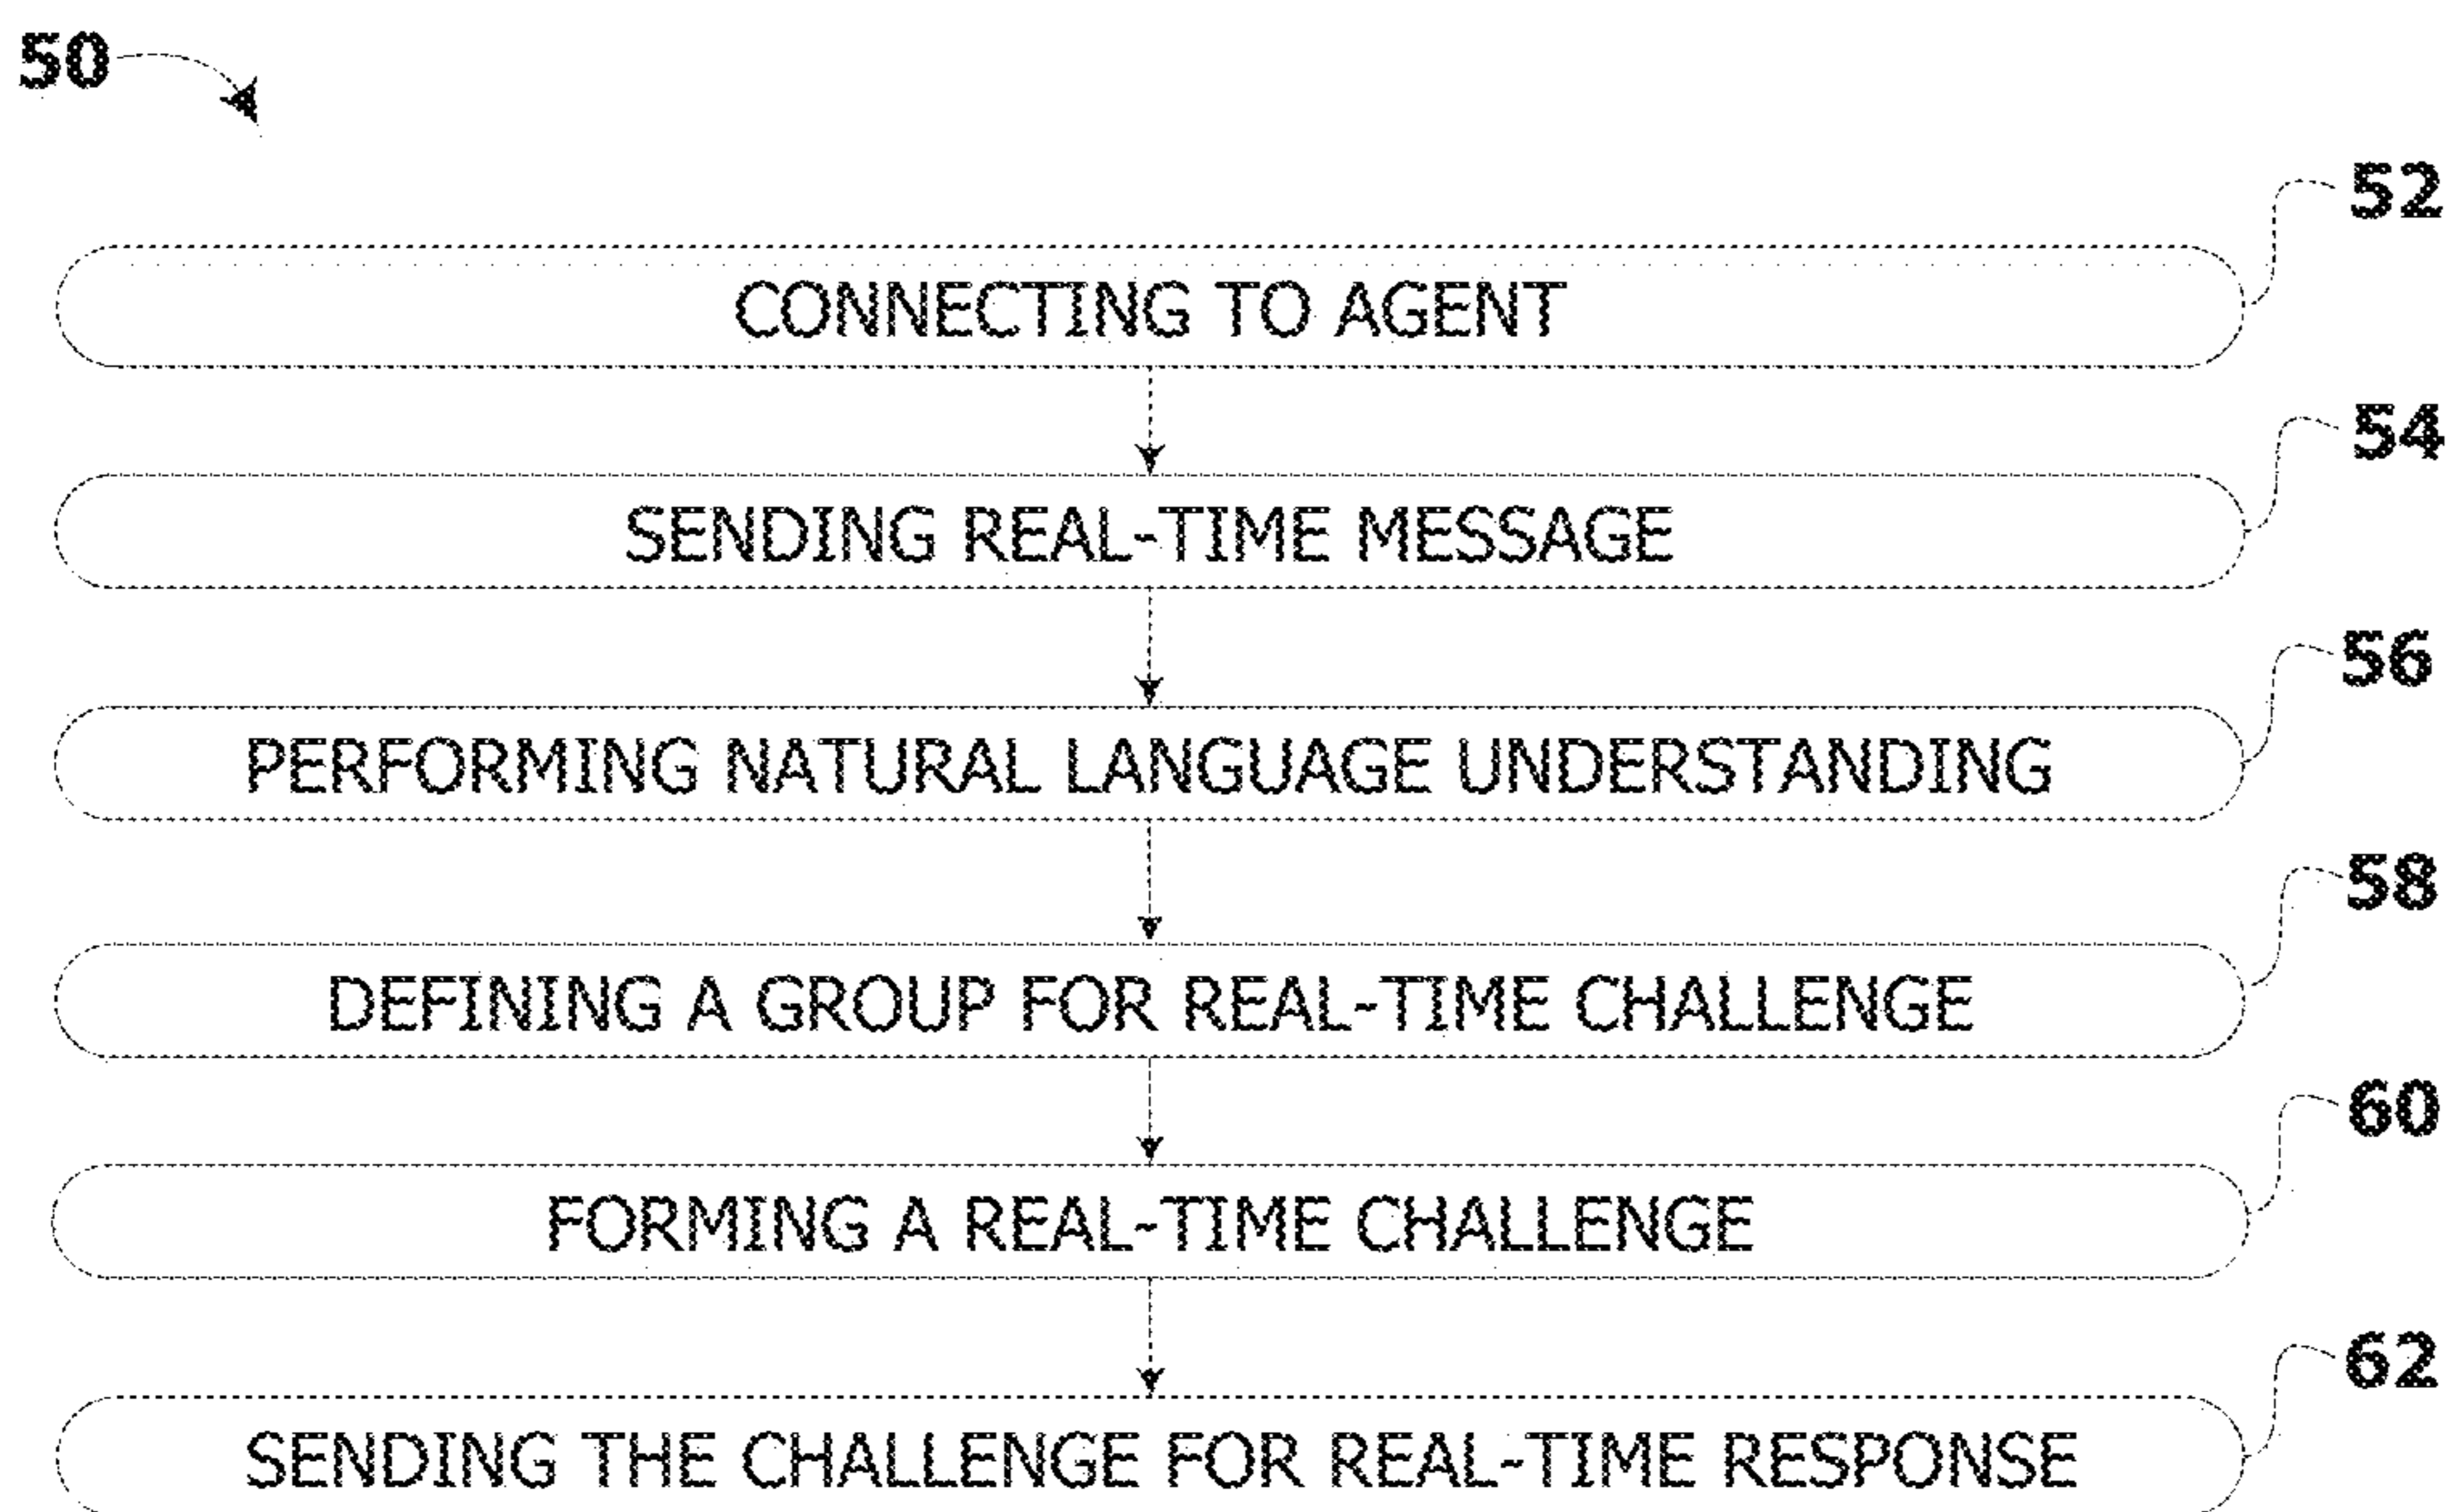 50
52
CONNECTING TO AGENT
54
SENDING REAL-TIME MESSAGE
56
PERFORMING NATURAL LANGUAGE UNDERSTANDING
58
DEFINING A GROUP FOR REAL-TIME CHALLENGE
60
FORMING A REAL-TIME CHALLENGE
62
SENDING THE CHALLENGE FOR REAL-TIME RESPONSE